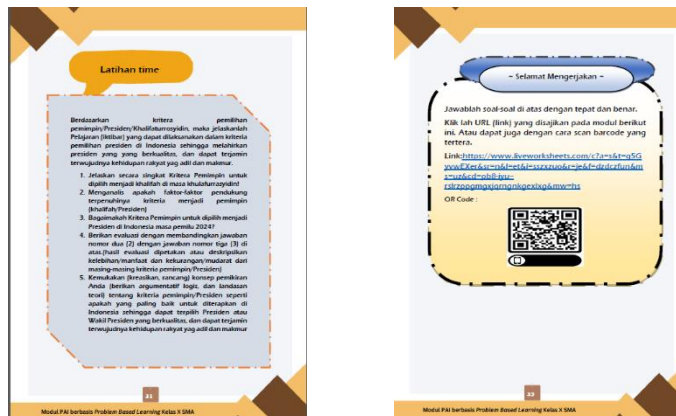 Latihan time
Berdasarkan kriteria pemilihan
pemimpin/Presiden/Khalifaturrosyidin, maka jelaskanlah
Pelajaran (iktibar) yang dapat dilaksanakan dalam kriteria
pemilihan presiden di Indonesia sehingga melahirkan
presiden yang yang berkualitas, dan dapat terjamin
terwujudnya kehidupan rakyat yag adil dan makmur.
1. Jelaskan secara singkat Kriteria Pemimpin untuk
dipilih menjadi khalifah di masa khulafaurrazyidin!
2. Menganalis apakah faktor-faktor pendukung
terpenuhinya kriteria menjadi pemimpin
(khalifah/Presiden)
3. Bagaimakah Kritera Pemimpin untuk dipilih menjadi
Presiden di Indonesia masa pemilu 2024?
4. Berikan evaluasi dengan membandingkan jawaban
nomor dua (2) dengan jawaban nomor tiga (3) di
atas.(hasil evaluasi dipetakan atau deskripsikan
kelebihan/manfaat dan kekurangan/mudarat dari
masing-masing kriteria pemimpin/Presiden)
5. Kemukakan (kreasikan, rancang) konsep pemikiran
Anda (berikan argumentatif logis, dan landasan
teori) tentang kriteria pemimpin/Presiden seperti
apakah yang paling baik untuk diterapkan di
Indonesia sehingga dapat terpilih Presiden atau
Wakil Presiden yang berkualitas, dan dapat terjamin
terwujudnya kehidupan rakyat yag adil dan makmur
31
Modul PAI berbasis Problem Based Learning Kelas X SMA
~ Selamat Mengerjakan ~
Jawablah soal-soal di atas dengan tepat dan benar.
Klik lah URL (link) yang disajikan pada modul berikut
ini. Atau dapat juga dengan cara scan barcode yang
tertera.
Link:https://www.liveworksheets.com/c?a=s&t=
QR Code :
Modul PAI berbasis Problem Based Learning Kelas X SMA